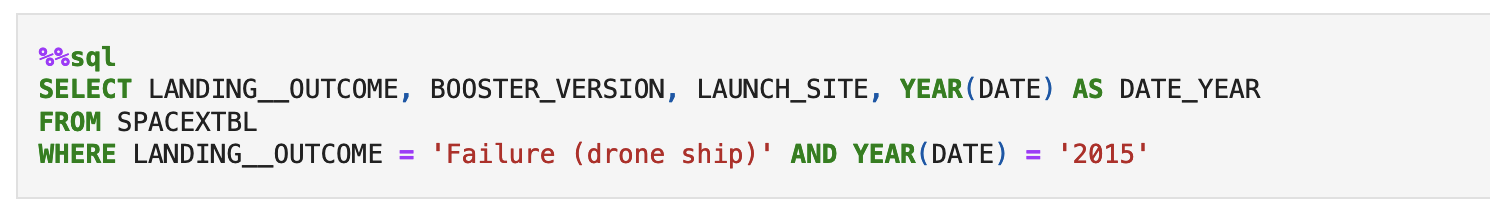 %%sql
SELECT LANDING__OUTCOME, BOOSTER_VERSION, LAUNCH_SITE, YEAR(DATE) AS DATE_YEAR
FROM SPACEXTBL
WHERE LANDING__OUTCOME = 'Failure (drone ship)' AND YEAR(DATE) = '2015'